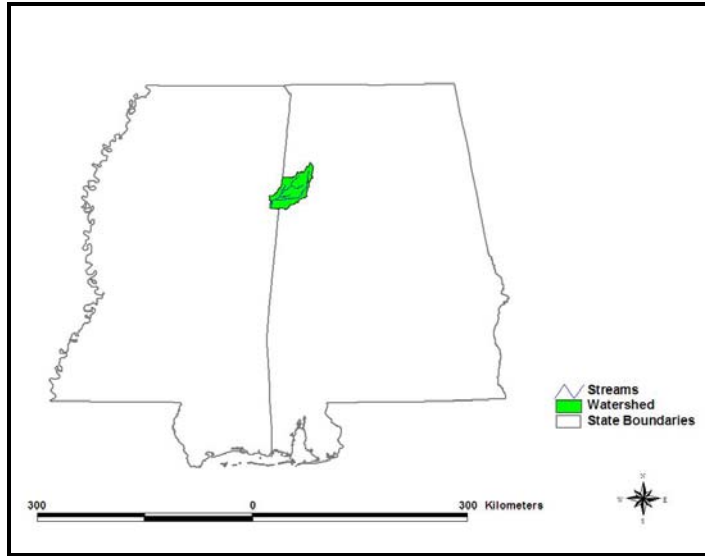 Streams
Watershed
State Boundaries
N
W E
S
300 0 300 Kilometers